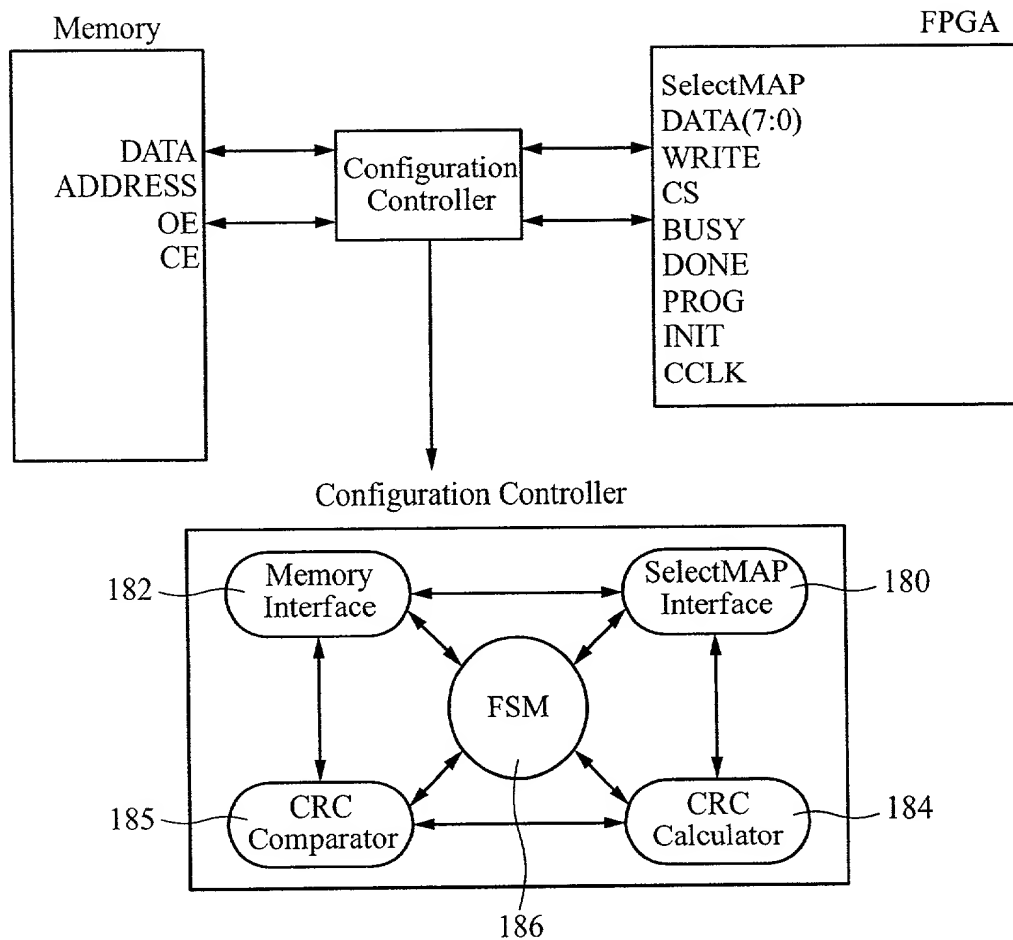 Memory
FPGA
DATA
ADDRESS
OE
CE
Configuration
Controller
SelectMAP
DATA(7:0)
WRITE
CS
BUSY
DONE
PROG
INIT
CCLK
Configuration Controller
182
Memory
Interface
SelectMAP
Interface
180
FSM
185
CRC
Comparator
CRC
Calculator
184
186